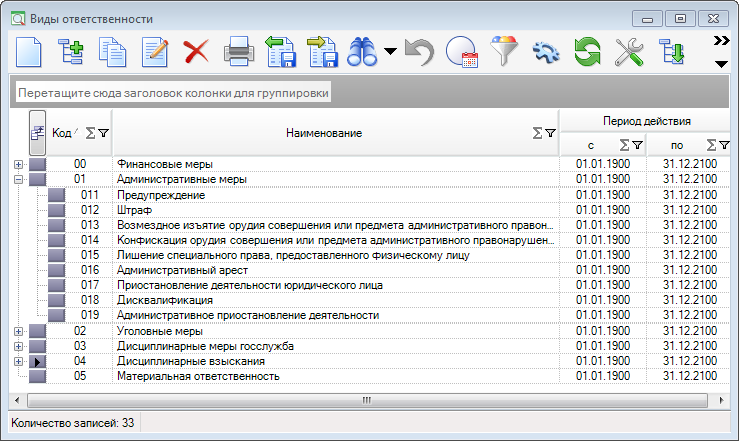 Виды ответственности
Перетащите сюда заголовок колонки для группировки
Период действия
Код Наименование
с по
00 Финансовые меры 01.01.1900 31.12.2100
01 Административные меры 01.01.1900 31.12.2100
011 Предупреждение 01.01.1900 31.12.2100
012 Штраф 01.01.1900 31.12.2100
013 Возмездное изъятие орудия совершения или предмета административного правон... 01.01.1900 31.12.2100
014 Конфискация орудия совершения или предмета административного правонарушен... 01.01.1900 31.12.2100
015 Лишение специального права, предоставленного физическому лицу 01.01.1900 31.12.2100
016 Административный арест 01.01.1900 31.12.2100
017 Приостановление деятельности юридического лица 01.01.1900 31.12.2100
018 Дисквалификация 01.01.1900 31.12.2100
019 Административное приостановление деятельности 01.01.1900 31.12.2100
02 Уголовные меры 01.01.1900 31.12.2100
03 Дисциплинарные меры госслужба 01.01.1900 31.12.2100
04 Дисциплинарные взыскания 01.01.1900 31.12.2100
05 Материальная ответственность 01.01.1900 31.12.2100
Количество записей: 33